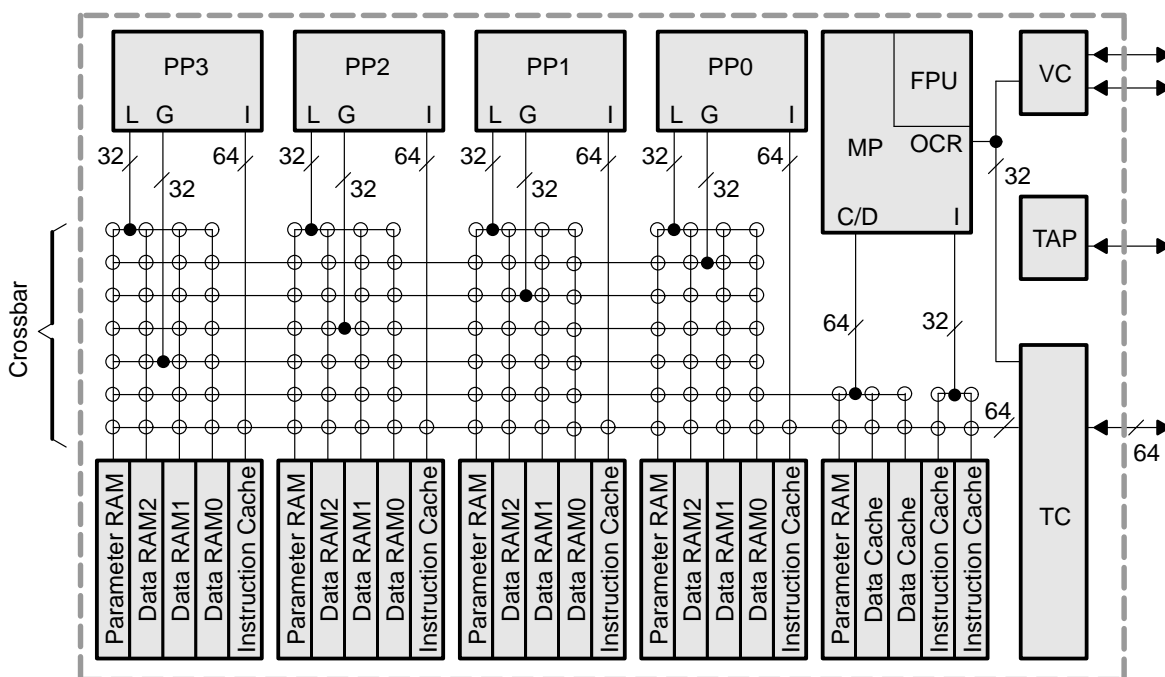 PP3 PP2 PP1 PP0 FPU VC
L G I L G I L G I L G I MP OCR
32 64 32 64 32 64 32 64
32 32 32 32 32
C/D I TAP
Crossbar
64 32
64
64
Parameter RAM
Data RAM2
Data RAM1
Data RAM0
Instruction Cache
Parameter RAM
Data RAM2
Data RAM1
Data RAM0
Instruction Cache
Parameter RAM
Data RAM2
Data RAM1
Data RAM0
Instruction Cache
Parameter RAM
Data RAM2
Data RAM1
Data RAM0
Instruction Cache
Parameter RAM
Data Cache
Data Cache
Instruction Cache
Instruction Cache
TC